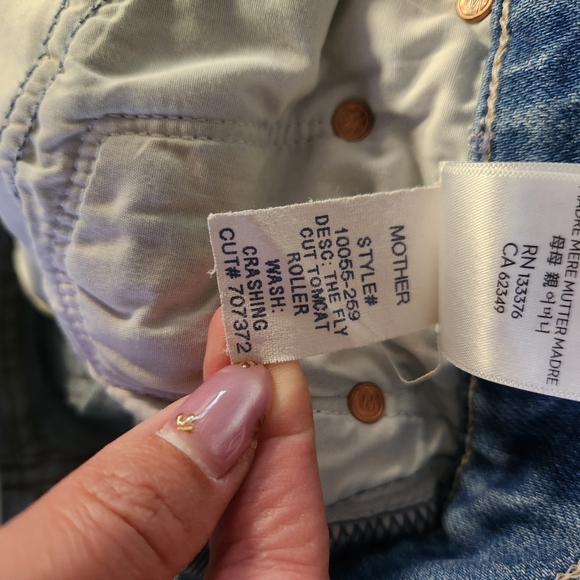 MOTHER
STYLE#
10055-259
DESC: THE FLY
CUT TOMCAT
ROLLER
WASH:
CRASHING
CUT# 707372
MERE MUTTER MADRE
母母 親 어머니
RN 133376
CA 62349